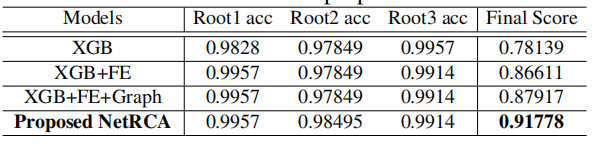 Models Root1 acc Root2 acc Root3 acc Final Score
XGB 0.9828 0.97849 0.9957 0.78139
XGB+FE 0.9957 0.97849 0.9914 0.86611
XGB+FE+Graph 0.9957 0.97849 0.9914 0.87917
Proposed NetRCA 0.9957 0.98495 0.9914 0.91778